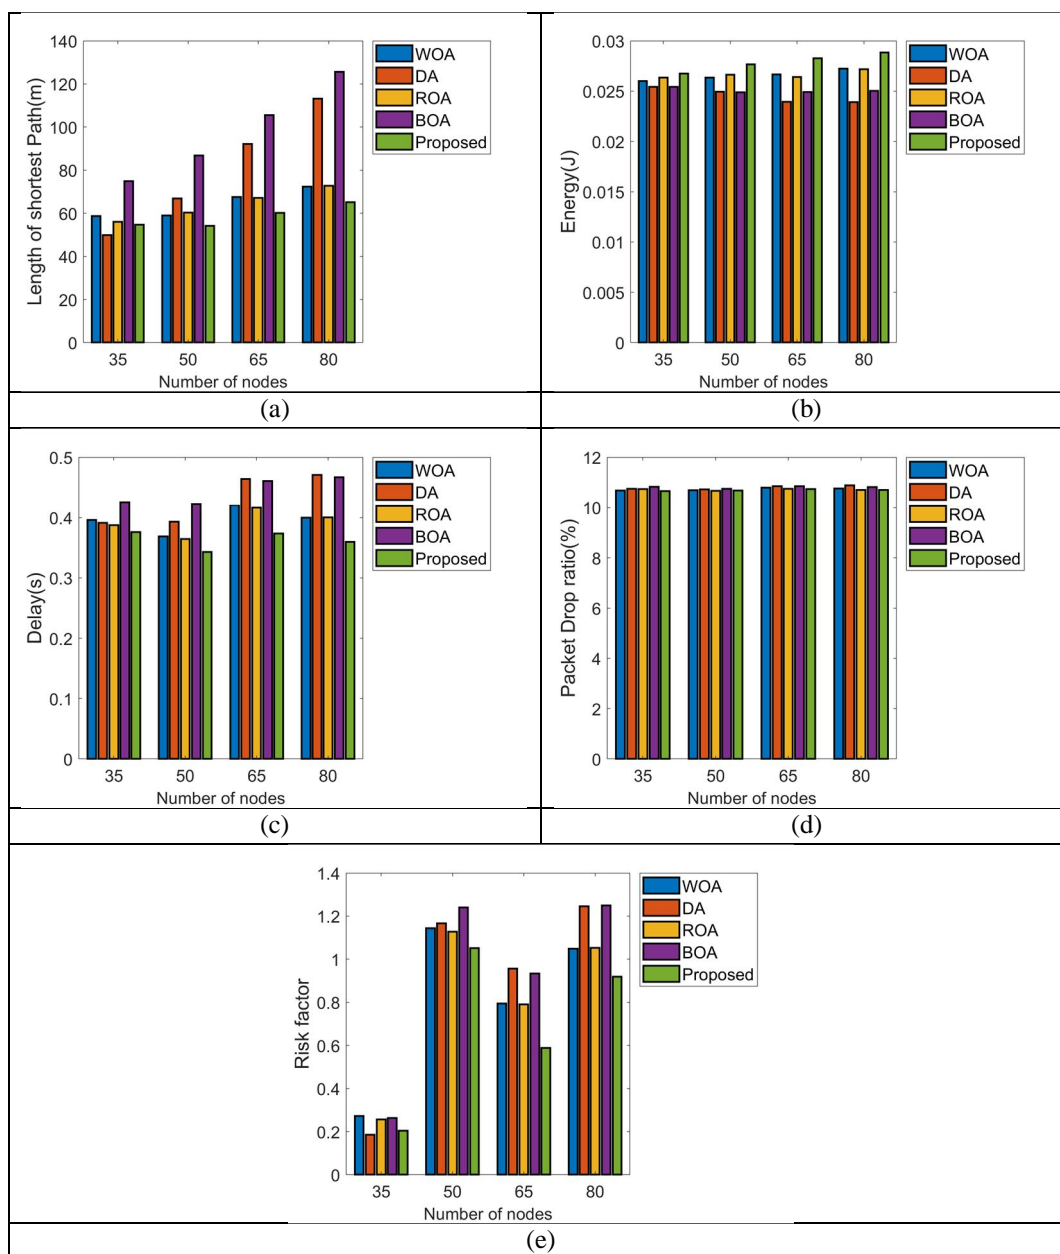 140
120
100
80
60
40
20
0
Length of shortest Path(m)
35 50 65 80
Number of nodes
WOA
DA
ROA
BOA
Proposed
(a)
0.03
0.025
0.02
0.015
0.01
0.005
0
Energy(J)
35 50 65 80
Number of nodes
WOA
DA
ROA
BOA
Proposed
(b)
0.5
0.4
0.3
0.2
0.1
0
Delay(s)
35 50 65 80
Number of nodes
WOA
DA
ROA
BOA
Proposed
(c)
12
10
8
6
4
2
0
Packet Drop ratio(%)
35 50 65 80
Number of nodes
WOA
DA
ROA
BOA
Proposed
(d)
1.4
1.2
1
0.8
0.6
0.4
0.2
0
Risk factor
35 50 65 80
Number of nodes
WOA
DA
ROA
BOA
Proposed
(e)